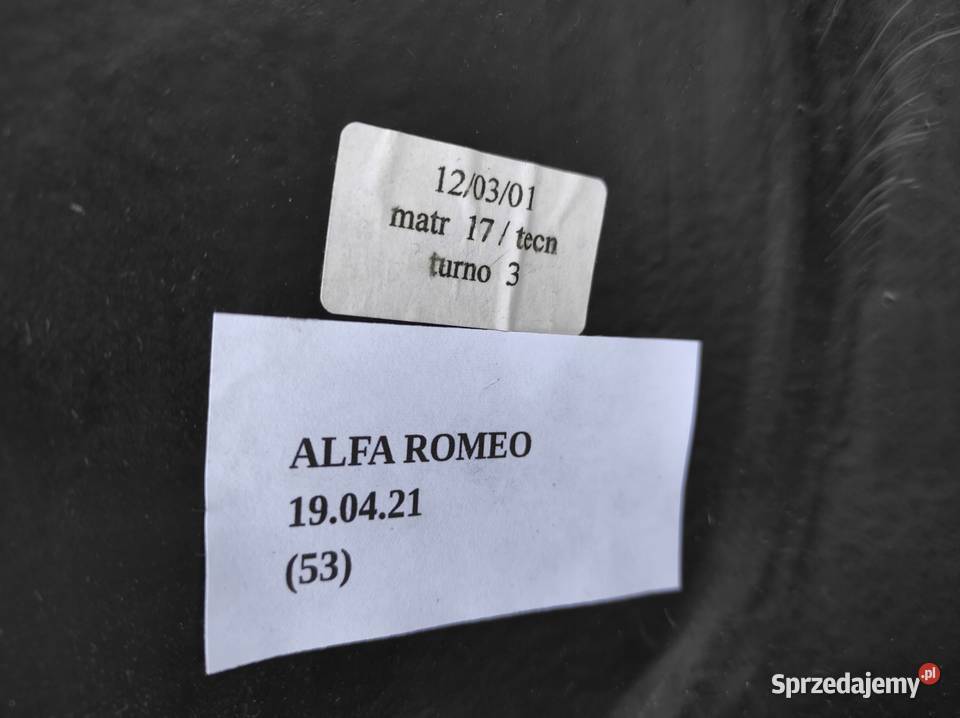 12/03/01
matr 17 / tecn
turno 3
ALFA ROMEO
19.04.21
(53)
Sprzedajemy.pl